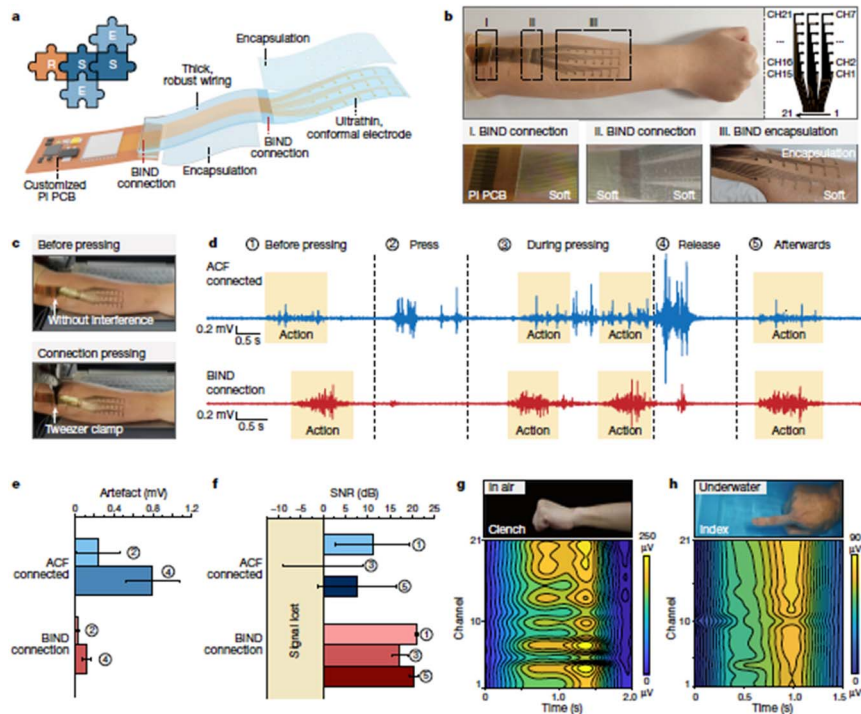 a
E
R S S
E
Thick,
robust wiring
Encapsulation
Ultrathin,
conformal electrode
BIND
connection
Encapsulation
BIND
connection
Customized
PI PCB
b
I
II
III
CH21
CH7
...
...
CH16
CH2
CH15
CH1
21
1
I. BIND connection
II. BIND connection
III. BIND encapsulation
PI PCB
Soft
Soft
Soft
Encapsulation
Soft
c
Before pressing
Without interference
Connection pressing
Tweezer clamp
d
① Before pressing
② Press
③ During pressing
④ Release
⑤ Afterwards
ACF
connected
0.2 mV
0.5 s
Action
Action
Action
Action
BIND
connection
0.2 mV
0.5 s
Action
Action
Action
Action
e
Artefact (mV)
0 0.4 0.8 1.2
ACF
connected
②
④
BIND
connection
②
④
f
SNR (dB)
−10 −5 0 5 10 15 20 25
Signal lost
ACF
connected
①
③
⑤
BIND
connection
①
③
⑤
g
In air
Clench
Channel
21
10
1
0 1.0 2.0
Time (s)
250
µV
0
µV
h
Underwater
Index
Channel
21
10
1
0 0.5 1.0 1.5
Time (s)
90
µV
0
µV